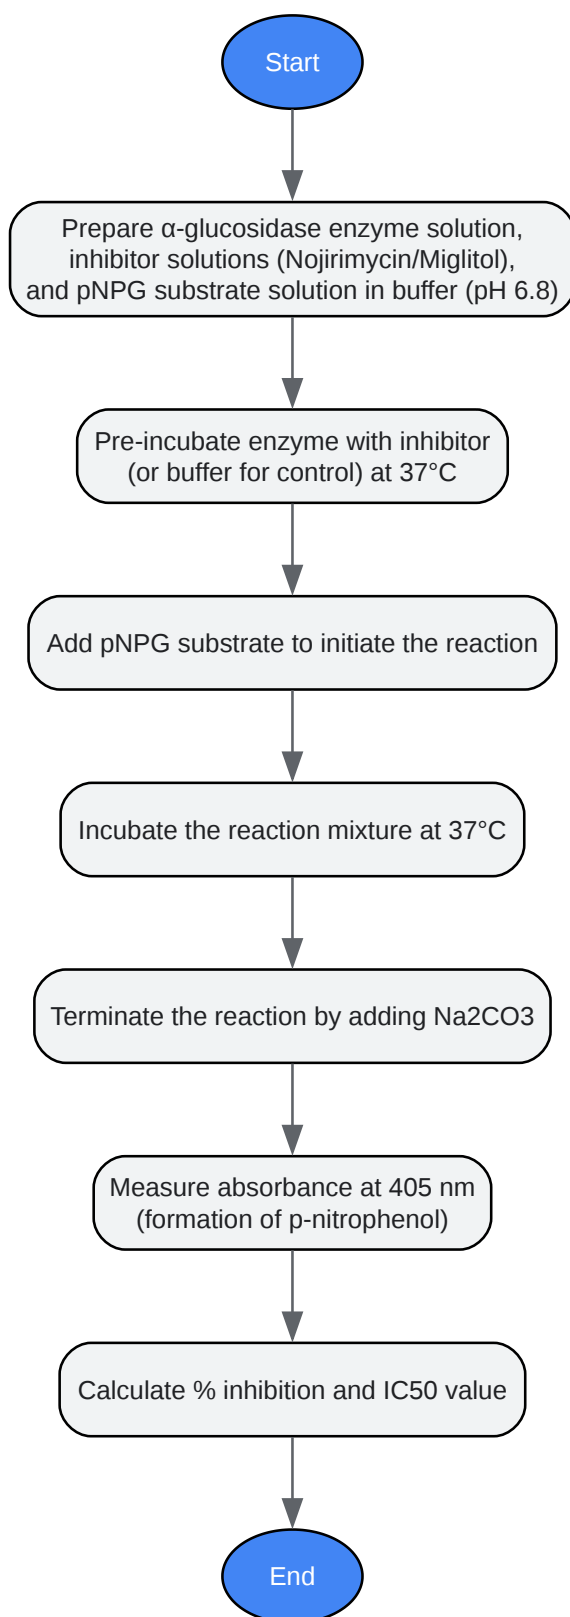 Start
Prepare α-glucosidase enzyme solution,
inhibitor solutions (Nojirimycin/Miglitol),
and pNPG substrate solution in buffer (pH 6.8)
Pre-incubate enzyme with inhibitor
(or buffer for control) at 37°C
Add pNPG substrate to initiate the reaction
Incubate the reaction mixture at 37°C
Terminate the reaction by adding Na2CO3
Measure absorbance at 405 nm
(formation of p-nitrophenol)
Calculate % inhibition and IC50 value
End